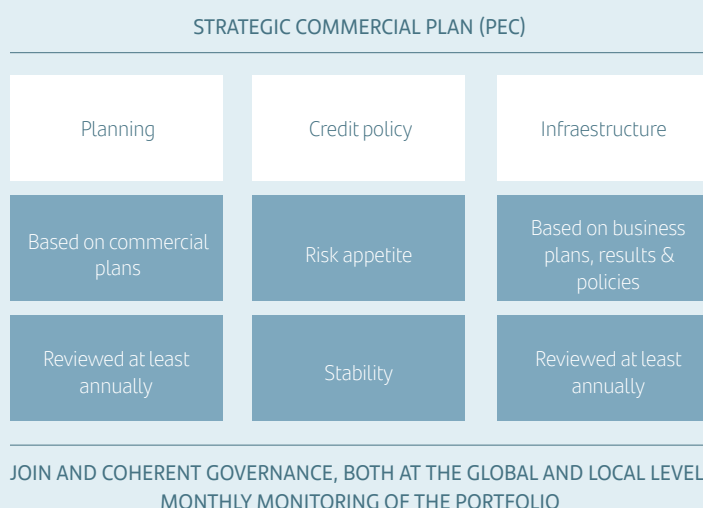 STRATEGIC COMMERCIAL PLAN (PEC)
Planning
Credit policy
Infraestructure
Based on commercial
plans
Risk appetite
Based on business
plans, results &
policies
Reviewed at least
annually
Stability
Reviewed at least
annually
JOIN AND COHERENT GOVERNANCE, BOTH AT THE GLOBAL AND LOCAL LEVEL
MONTHLY MONITORING OF THE PORTFOLIO